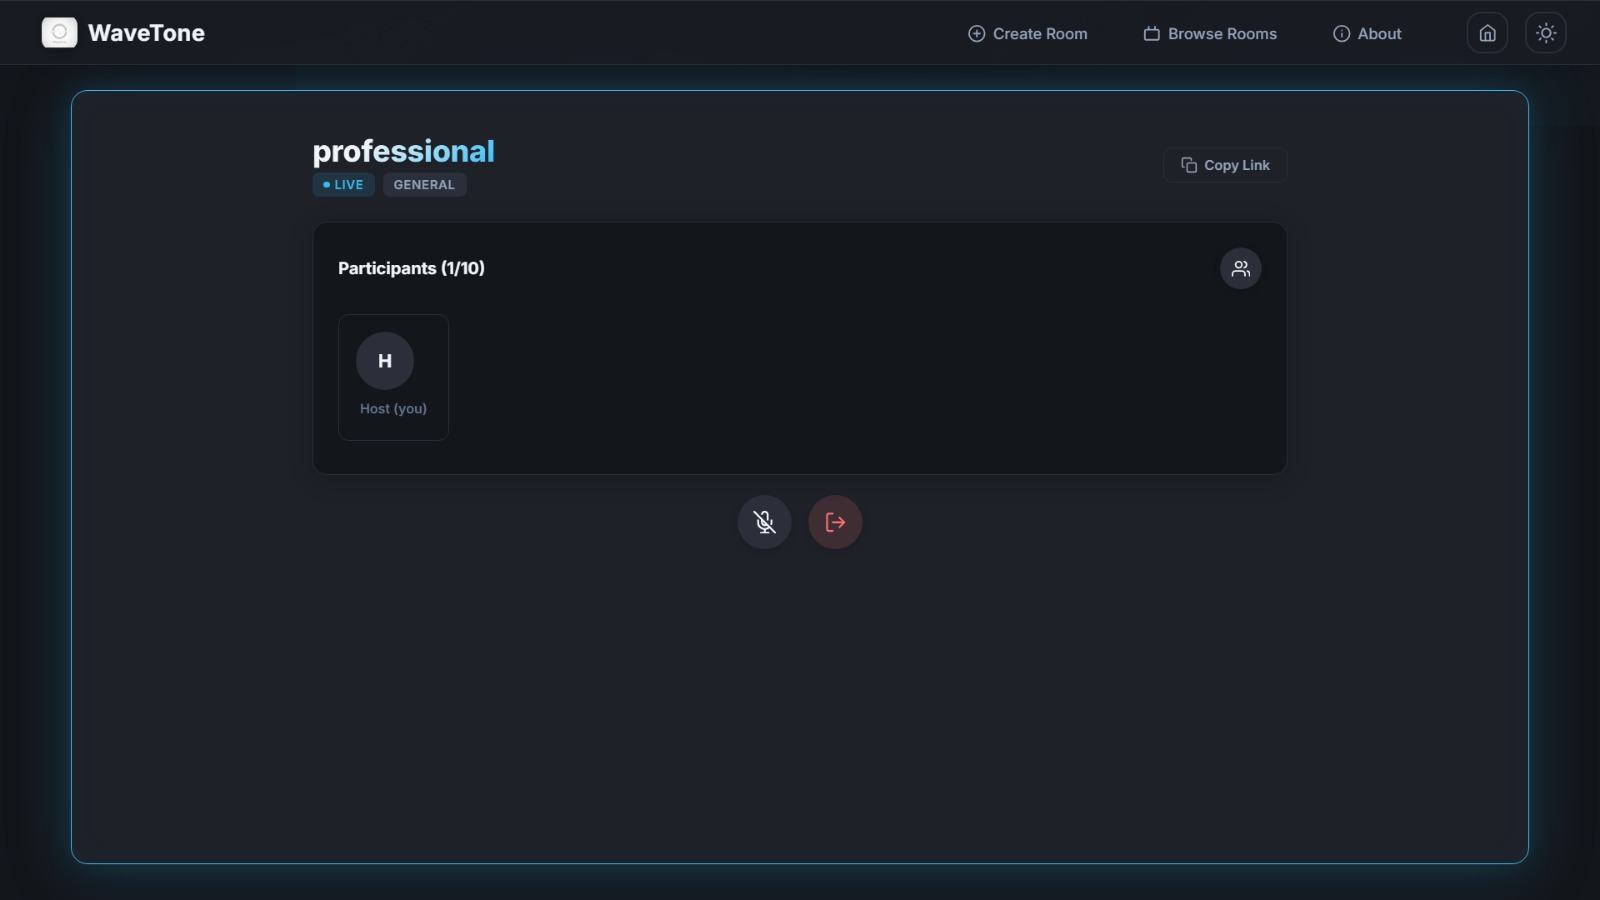 WaveTone
Create Room
Browse Rooms
About
professional
LIVE
GENERAL
Copy Link
Participants (1/10)
H
Host (you)